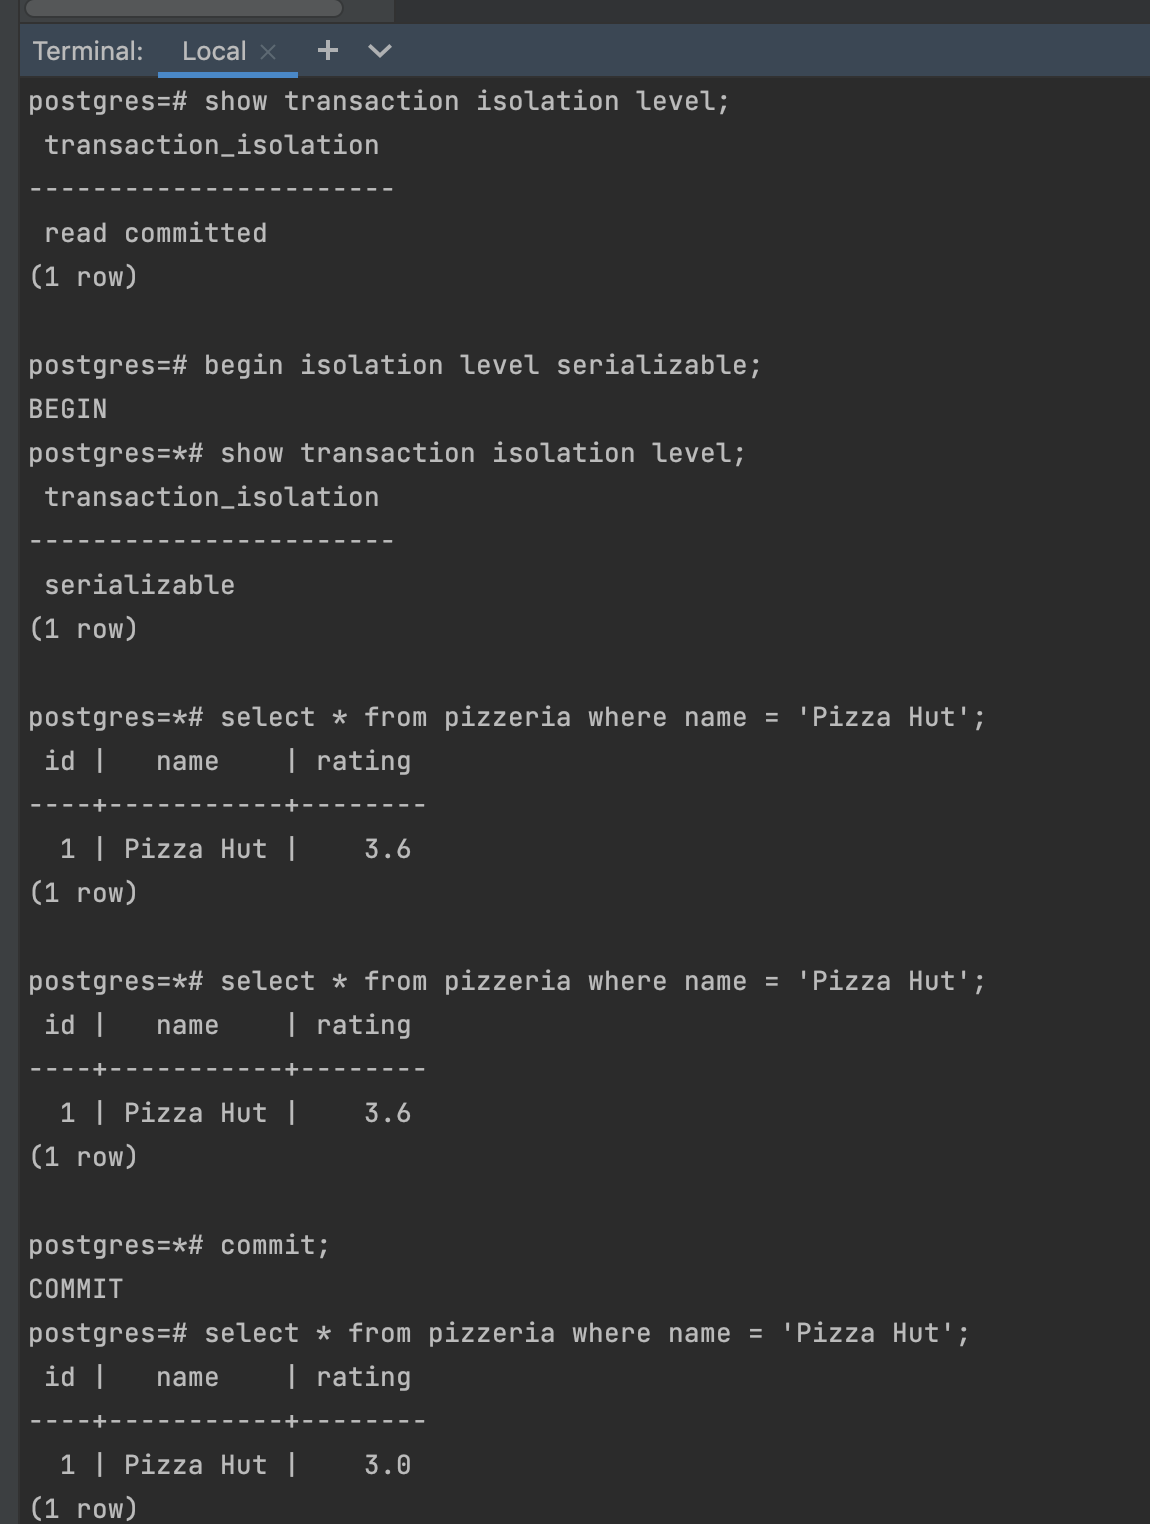 Terminal: Local × + ⌄
postgres=# show transaction isolation level;
 transaction_isolation
-----------------------
 read committed
(1 row)

postgres=# begin isolation level serializable;
BEGIN
postgres=*# show transaction isolation level;
 transaction_isolation
-----------------------
 serializable
(1 row)

postgres=*# select * from pizzeria where name = 'Pizza Hut';
 id |   name    | rating
----+-----------+--------
  1 | Pizza Hut |    3.6
(1 row)

postgres=*# select * from pizzeria where name = 'Pizza Hut';
 id |   name    | rating
----+-----------+--------
  1 | Pizza Hut |    3.6
(1 row)

postgres=*# commit;
COMMIT
postgres=# select * from pizzeria where name = 'Pizza Hut';
 id |   name    | rating
----+-----------+--------
  1 | Pizza Hut |    3.0
(1 row)